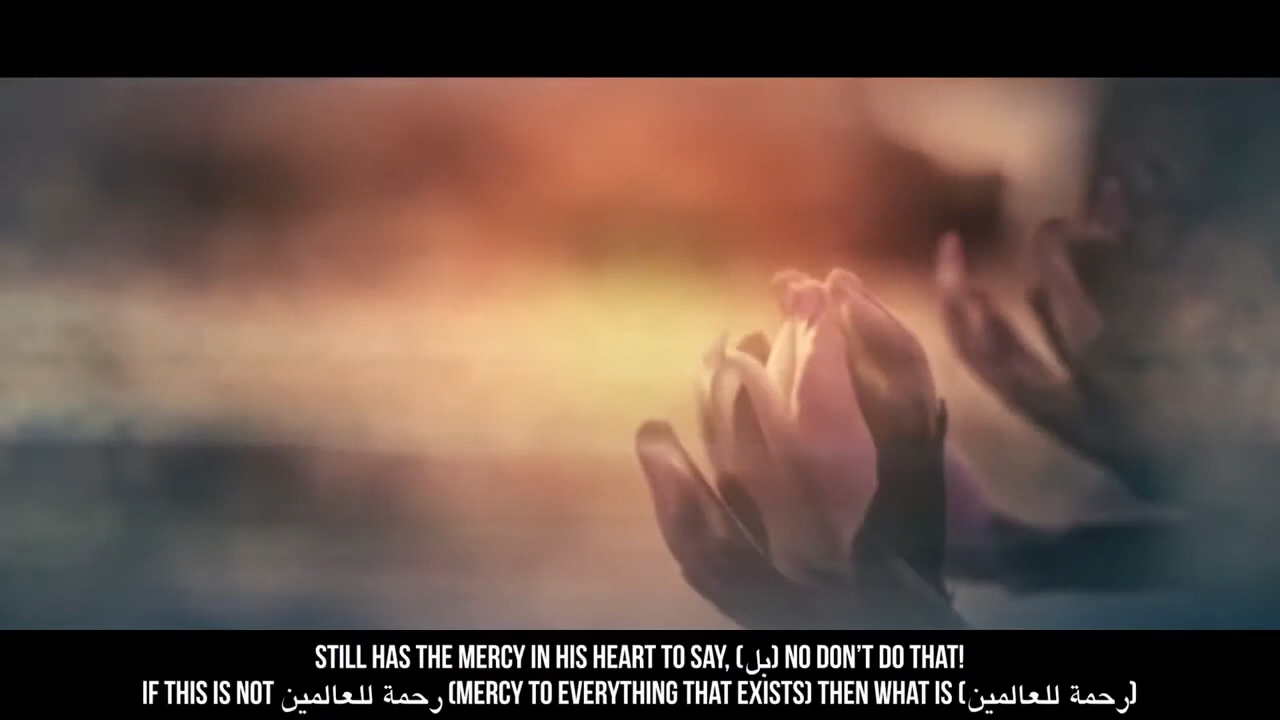 STILL HAS THE MERCY IN HIS HEART TO SAY, (بل) NO DON'T DO THAT!
IF THIS IS NOT رحمة للعالمين (MERCY TO EVERYTHING THAT EXISTS) THEN WHAT IS (رحمة للعالمين)